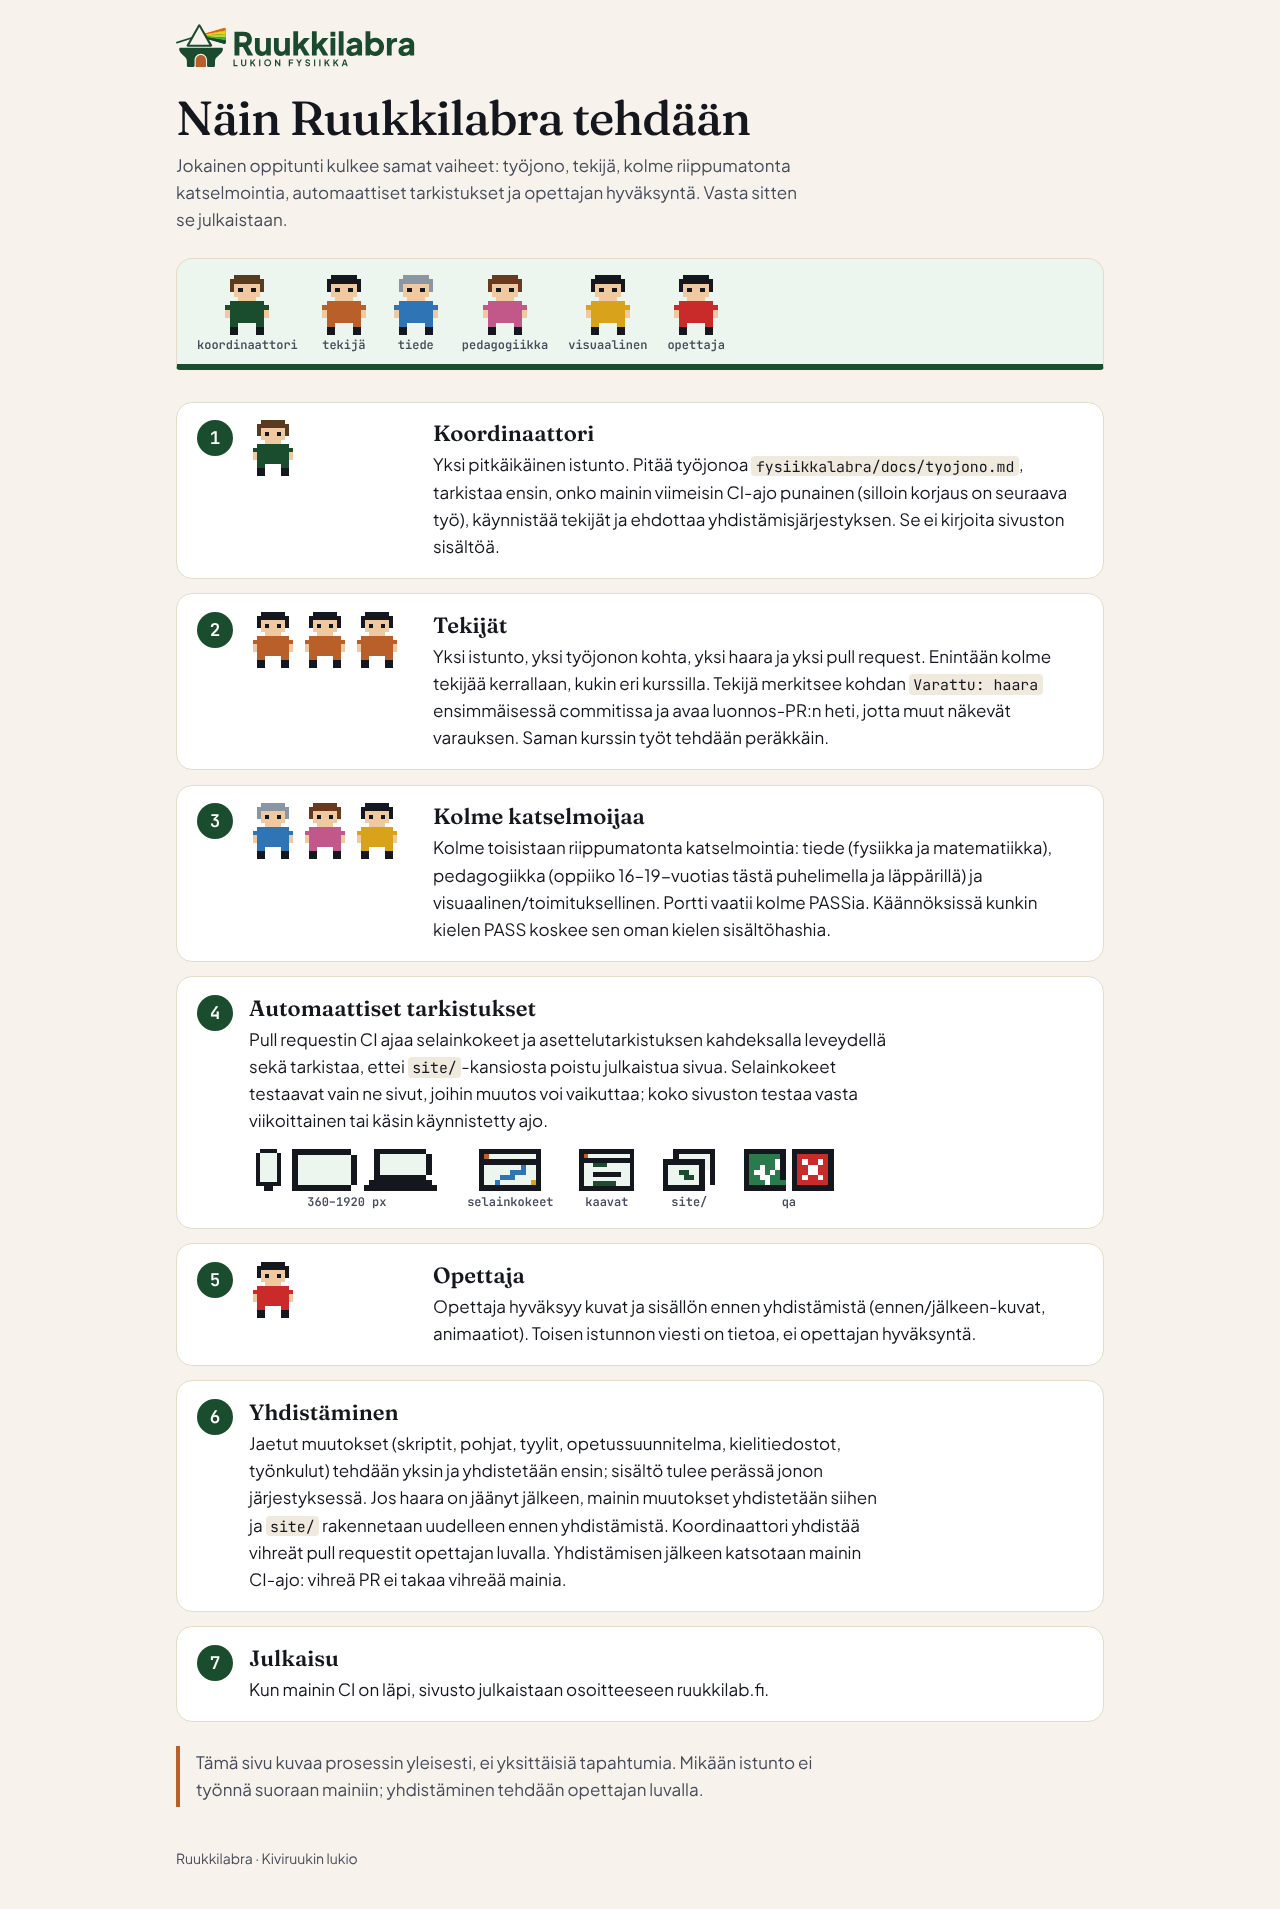 Ruukkilabra
LUKION FYSIIKKA
Näin Ruukkilabra tehdään
Jokainen oppitunti kulkee samat vaiheet: työjono, tekijä, kolme riippumatonta
katselmointia, automaattiset tarkistukset ja opettajan hyväksyntä. Vasta sitten
se julkaistaan.
koordinaattori tekijä tiede pedagogiikka visuaalinen opettaja
1
Koordinaattori
Yksi pitkäikäinen istunto. Pitää työjonoa fysiikkalabra/docs/tyojono.md,
tarkistaa ensin, onko mainin viimeisin CI-ajo punainen (silloin korjaus on seuraava
työ), käynnistää tekijät ja ehdottaa yhdistämisjärjestyksen. Se ei kirjoita sivuston
sisältöä.
2
Tekijät
Yksi istunto, yksi työjonon kohta, yksi haara ja yksi pull request. Enintään kolme
tekijää kerrallaan, kukin eri kurssilla. Tekijä merkitsee kohdan Varattu: haara
ensimmäisessä commitissa ja avaa luonnos-PR:n heti, jotta muut näkevät
varauksen. Saman kurssin työt tehdään peräkkäin.
3
Kolme katselmoijaa
Kolme toisistaan riippumatonta katselmointia: tiede (fysiikka ja matematiikka),
pedagogiikka (oppiiko 16–19-vuotias tästä puhelimella ja läppärillä) ja
visuaalinen/toimituksellinen. Portti vaatii kolme PASSia. Käännöksissä kunkin
kielen PASS koskee sen oman kielen sisältöhashia.
4
Automaattiset tarkistukset
Pull requestin CI ajaa selainkokeet ja asettelutarkistuksen kahdeksalla leveydellä
sekä tarkistaa, ettei site/-kansiosta poistu julkaistua sivua. Selainkokeet
testaavat vain ne sivut, joihin muutos voi vaikuttaa; koko sivuston testaa vasta
viikoittainen tai käsin käynnistetty ajo.
360–1920 px selainkokeet kaavat site/ qa
5
Opettaja
Opettaja hyväksyy kuvat ja sisällön ennen yhdistämistä (ennen/jälkeen-kuvat,
animaatiot). Toisen istunnon viesti on tietoa, ei opettajan hyväksyntä.
6
Yhdistäminen
Jaetut muutokset (skriptit, pohjat, tyylit, opetussuunnitelma, kielitiedostot,
työnkulut) tehdään yksin ja yhdistetään ensin; sisältö tulee perässä jonon
järjestyksessä. Jos haara on jäänyt jälkeen, mainin muutokset yhdistetään siihen
ja site/ rakennetaan uudelleen ennen yhdistämistä. Koordinaattori yhdistää
vihreät pull requestit opettajan luvalla. Yhdistämisen jälkeen katsotaan mainin
CI-ajo: vihreä PR ei takaa vihreää mainia.
7
Julkaisu
Kun mainin CI on läpi, sivusto julkaistaan osoitteeseen ruukkilab.fi.
Tämä sivu kuvaa prosessin yleisesti, ei yksittäisiä tapahtumia. Mikään istunto ei
työnnä suoraan mainiin; yhdistäminen tehdään opettajan luvalla.
Ruukkilabra · Kiviruukin lukio